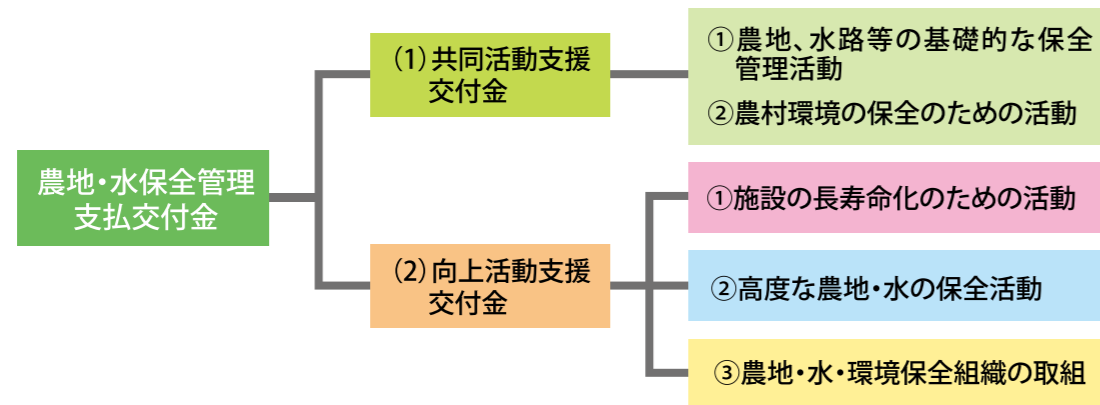 農地・水保全管理
支払交付金
(1)共同活動支援
交付金
①農地、水路等の基礎的な保全
管理活動
②農村環境の保全のための活動
(2)向上活動支援
交付金
①施設の長寿命化のための活動
②高度な農地・水の保全活動
③農地・水・環境保全組織の取組